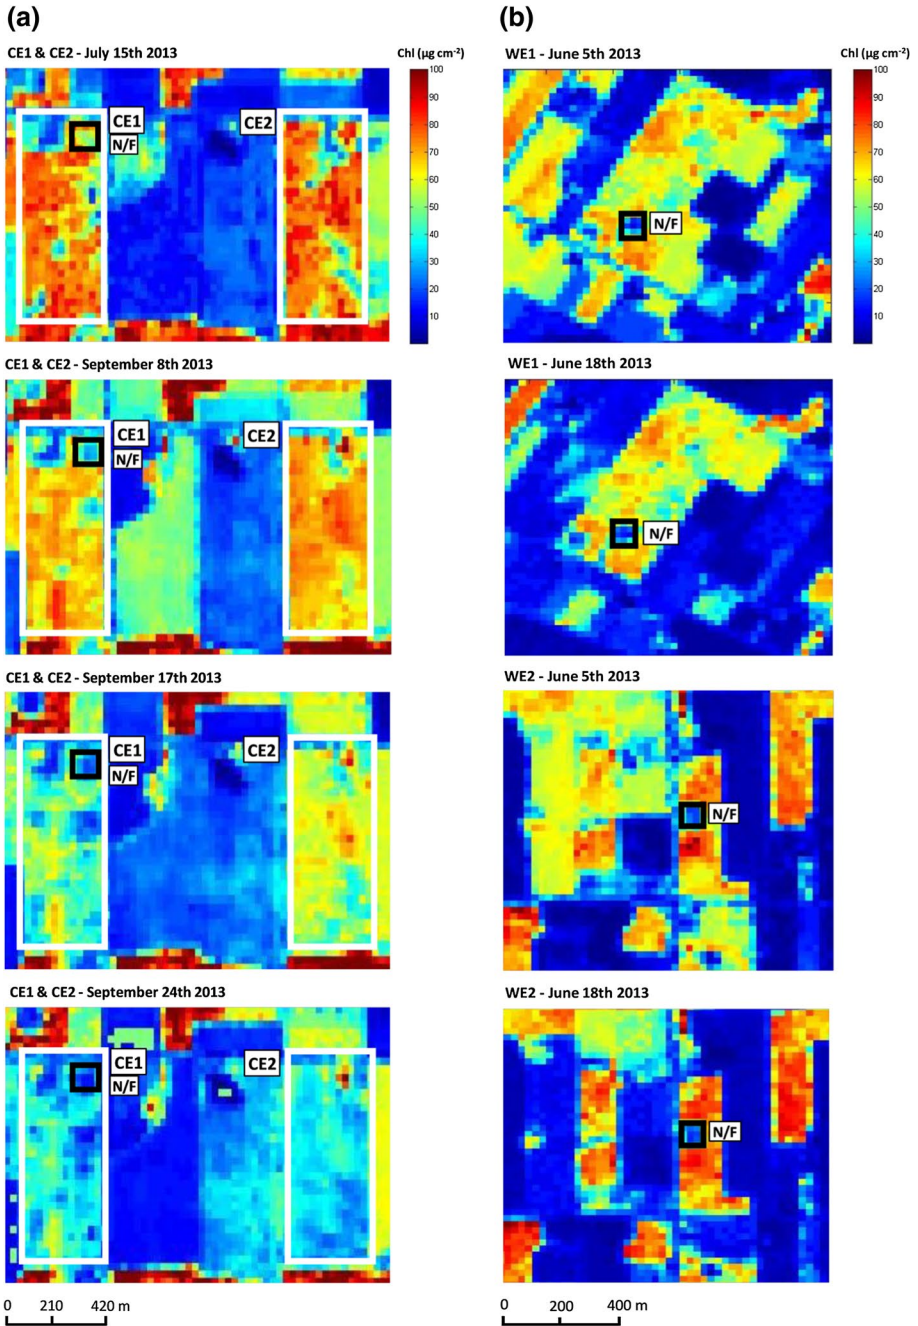 (a)
CE1 & CE2 - July 15th 2013
Chl (µg cm-2)
100
90
80
70
60
50
40
30
20
10
CE1
N/F
CE2
CE1 & CE2 - September 8th 2013
CE1
N/F
CE2
CE1 & CE2 - September 17th 2013
CE1
N/F
CE2
CE1 & CE2 - September 24th 2013
CE1
N/F
CE2
0 210 420 m
(b)
WE1 - June 5th 2013
Chl (µg cm-2)
100
90
80
70
60
50
40
30
20
10
N/F
WE1 - June 18th 2013
N/F
WE2 - June 5th 2013
N/F
WE2 - June 18th 2013
N/F
0 200 400 m